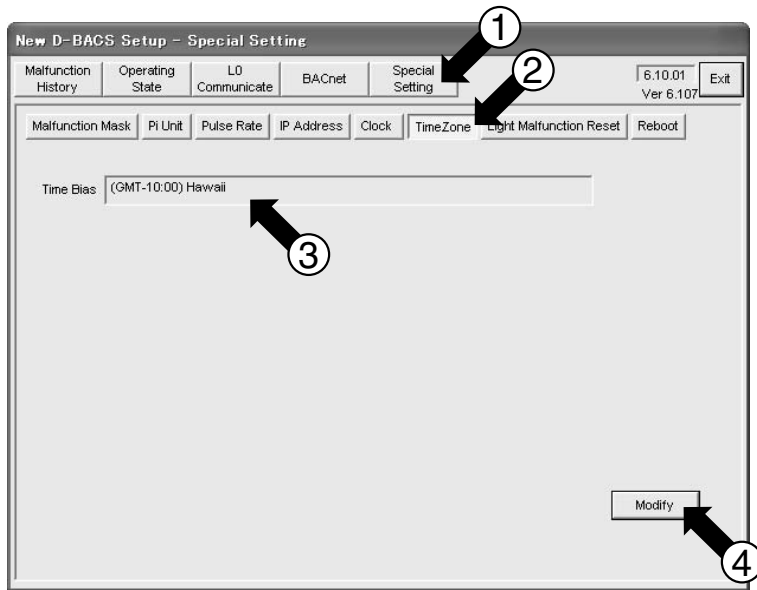 New D-BACS Setup - Special Setting
1
Malfunction History
Operating State
L0 Communicate
BACnet
Special Setting
2
6.10.01
Ver 6.107
Exit
Malfunction Mask
Pi Unit
Pulse Rate
IP Address
Clock
TimeZone
Light Malfunction Reset
Reboot
Time Bias
(GMT-10:00) Hawaii
3
Modify
4